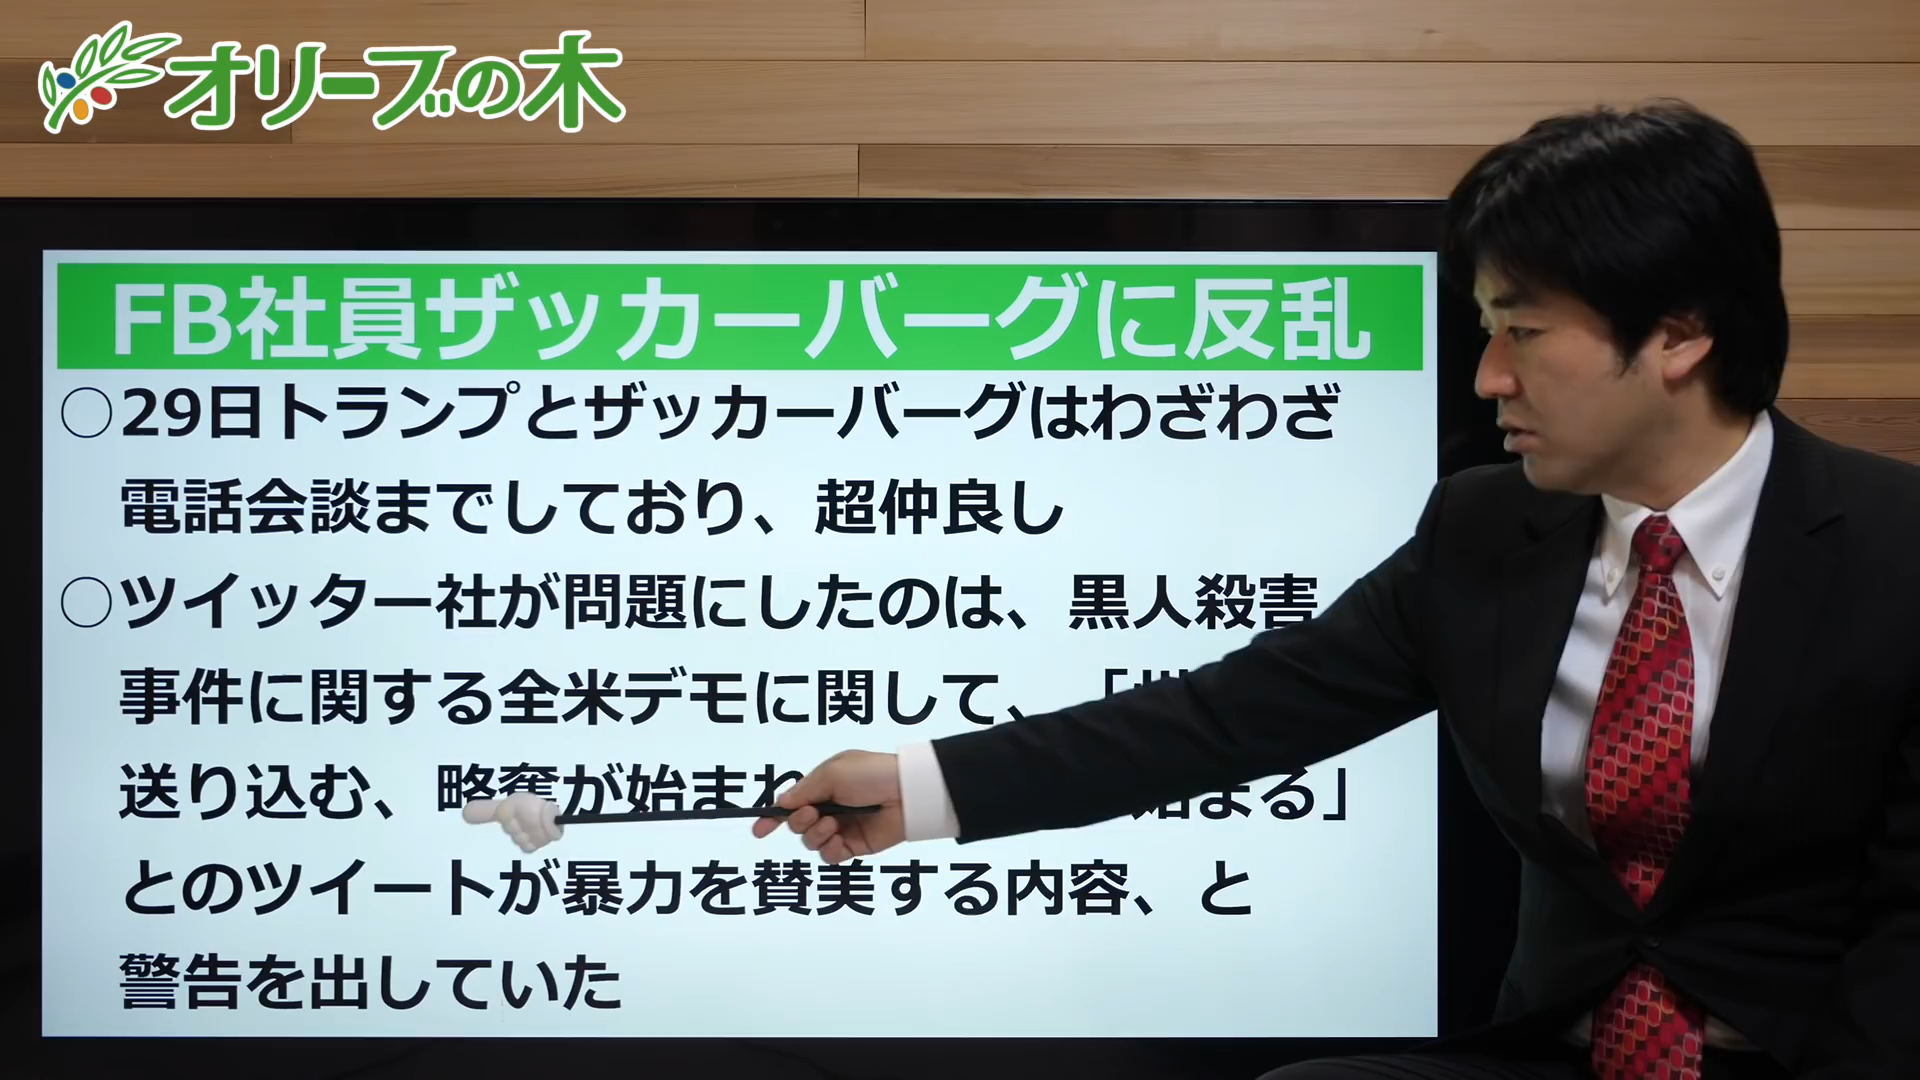 オリーブの木
FB社員ザッカーバーグに反乱
○29日トランプとザッカーバーグはわざわざ
電話会談までしており、超仲良し
○ツイッター社が問題にしたのは、黒人殺害
事件に関する全米デモに関して、「
送り込む、略奪が始まれ 始まる」
とのツイートが暴力を賛美する内容、と
警告を出していた